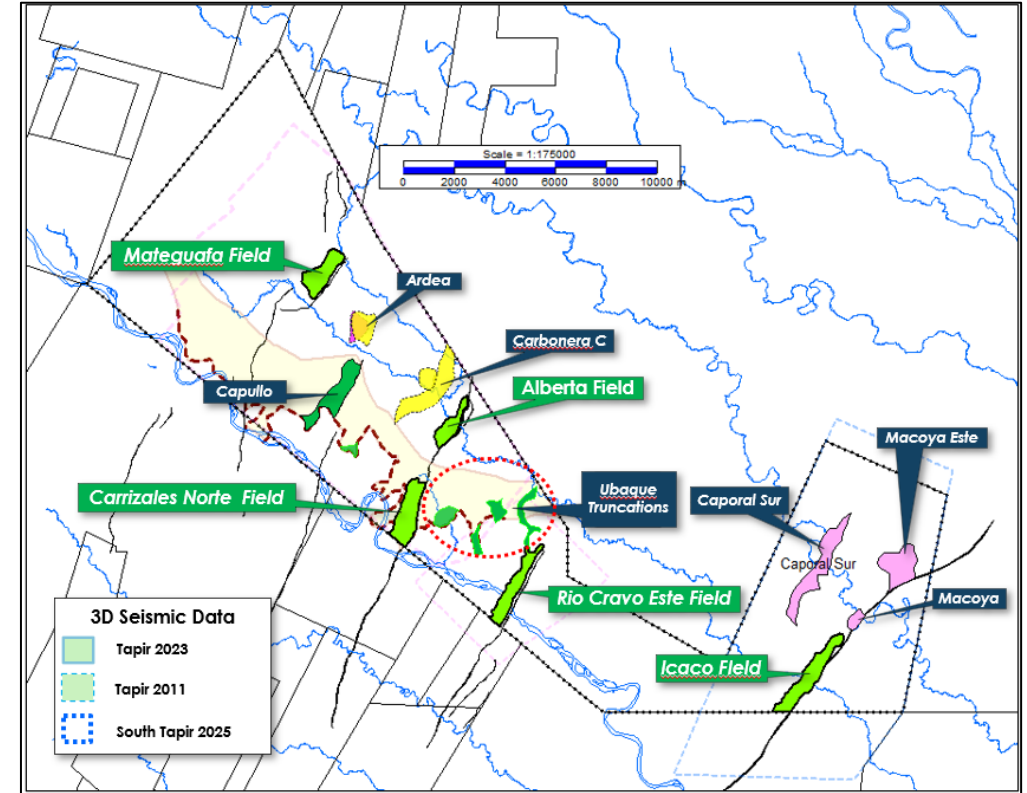 Scale = 1:175000
0 2000 4000 6000 8000 10000 m
Mateguafa Field
Ardea
Carbonera C
Capullo
Alberta Field
Macoya Este
Carrizales Norte Field
Ubaque
Truncations
Caporal Sur
Caporal Sur
Rio Cravo Este Field
Macoya
3D Seismic Data
Tapir 2023
Tapir 2011
South Tapir 2025
Icaco Field